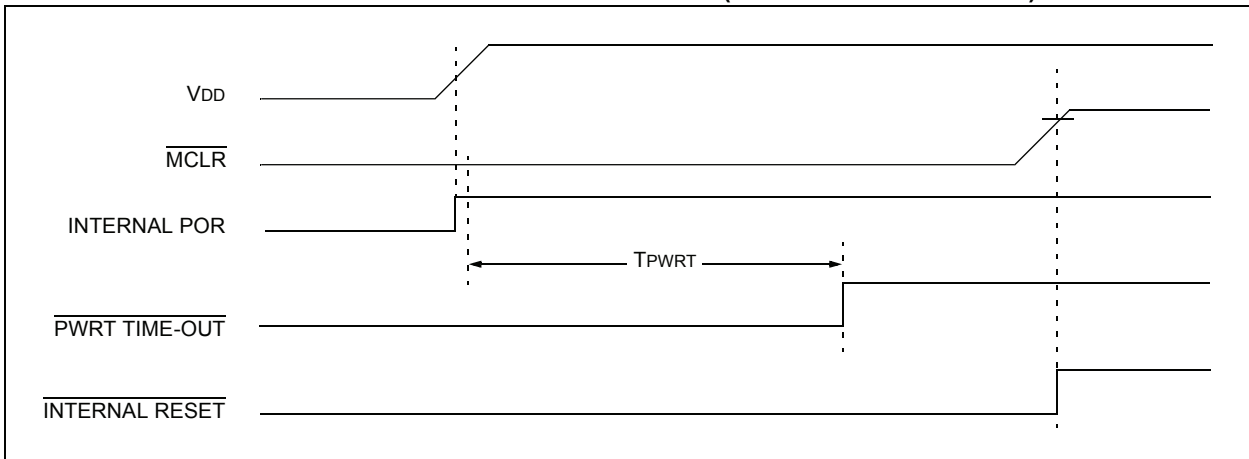 VDD
MCLR
INTERNAL POR
TPWRT
PWRT TIME-OUT
INTERNAL RESET